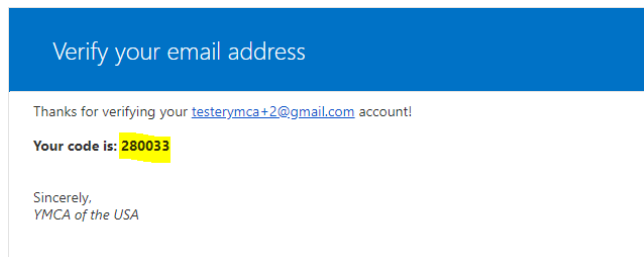 Verify your email address
Thanks for verifying your testerymca+2@gmail.com account!
Your code is: 280033
Sincerely,
YMCA of the USA